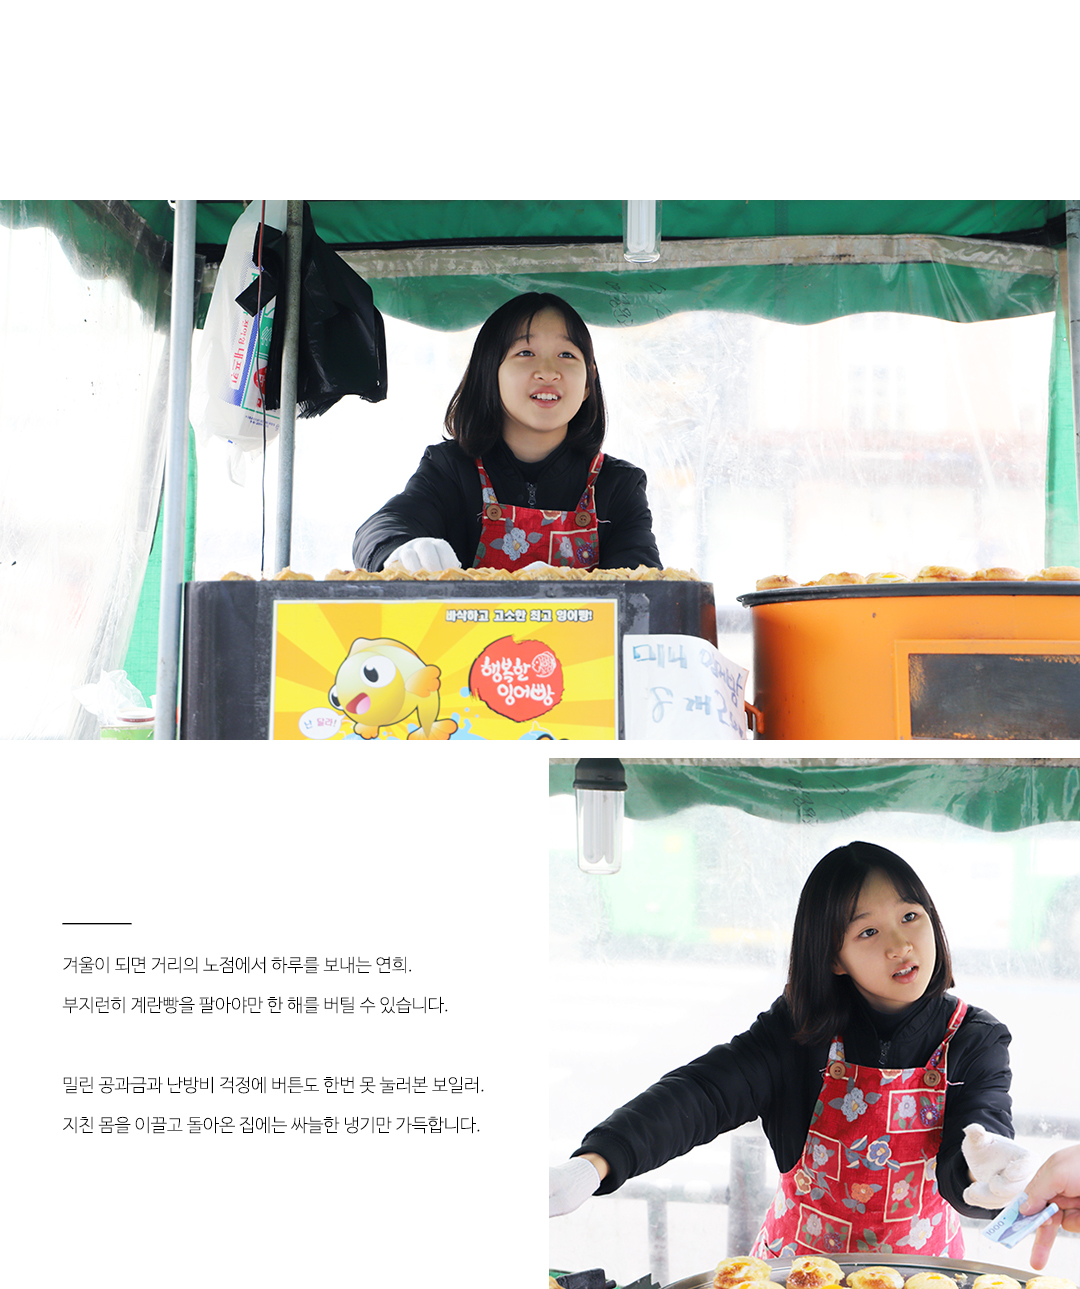 바삭하고 고소한 최고 잉어빵!
행복한
잉어빵
난 달라!
미니 잉어빵
1000
겨울이 되면 거리의 노점에서 하루를 보내는 연희.
부지런히 계란빵을 팔아야만 한 해를 버틸 수 있습니다.
밀린 공과금과 난방비 걱정에 버튼도 한번 못 눌러본 보일러.
지친 몸을 이끌고 돌아온 집에는 싸늘한 냉기만 가득합니다.